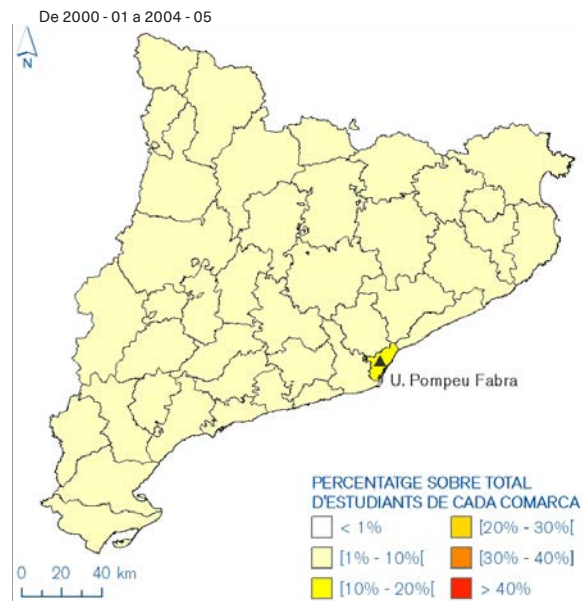 De 2000 - 01 a 2004 - 05
N
U. Pompeu Fabra
PERCENTATGE SOBRE TOTAL
D'ESTUDIANTS DE CADA COMARCA
< 1%
[20% - 30%[
[1% - 10%[
[30% - 40%]
[10% - 20%[
> 40%
0 20 40 km